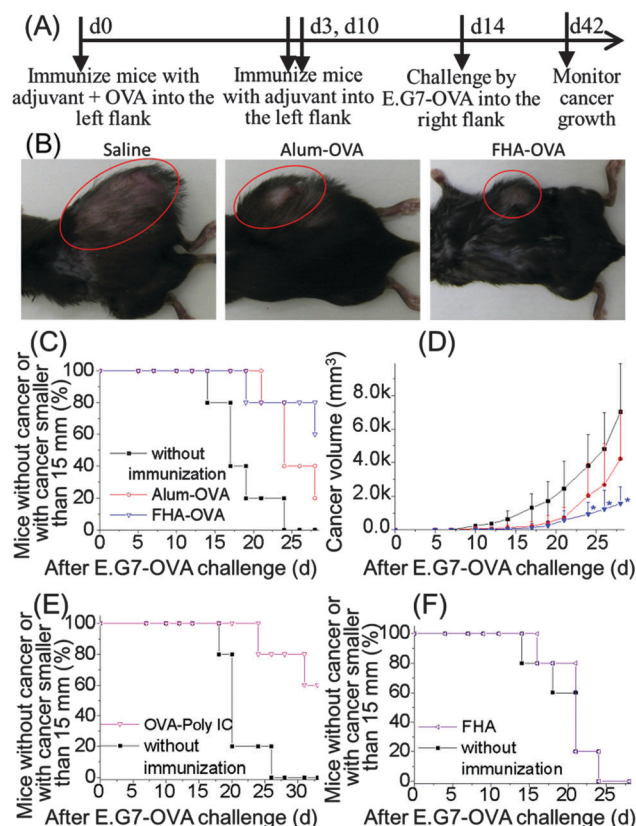 (A)
d0
d3, d10
d14
d42
Immunize mice with
adjuvant + OVA into the
left flank
Immunize mice
with adjuvant into
the left flank
Challenge by
E.G7-OVA into the
right flank
Monitor
cancer
growth
(B)
Saline
Alum-OVA
FHA-OVA
(C)
Mice without cancer or
with cancer smaller
than 15 mm (%)
100
80
60
40
20
0
without
immunization
Alum-OVA
FHA-OVA
0 5 10 15 20 25
After E.G7-OVA challenge (d)
(D)
Cancer volume (mm³)
8.0k
6.0k
4.0k
2.0k
0.0
* * *
0 5 10 15 20 25
After E.G7-OVA challenge (d)
(E)
Mice without cancer or
with cancer smaller
than 15 mm (%)
100
80
60
40
20
0
OVA-Poly IC
without
immunization
0 5 10 15 20 25 30
After E.G7-OVA challenge (d)
(F)
Mice without cancer or
with cancer smaller
than 15 mm (%)
100
80
60
40
20
0
FHA
without
immunization
0 5 10 15 20 25
After E.G7-OVA challenge (d)